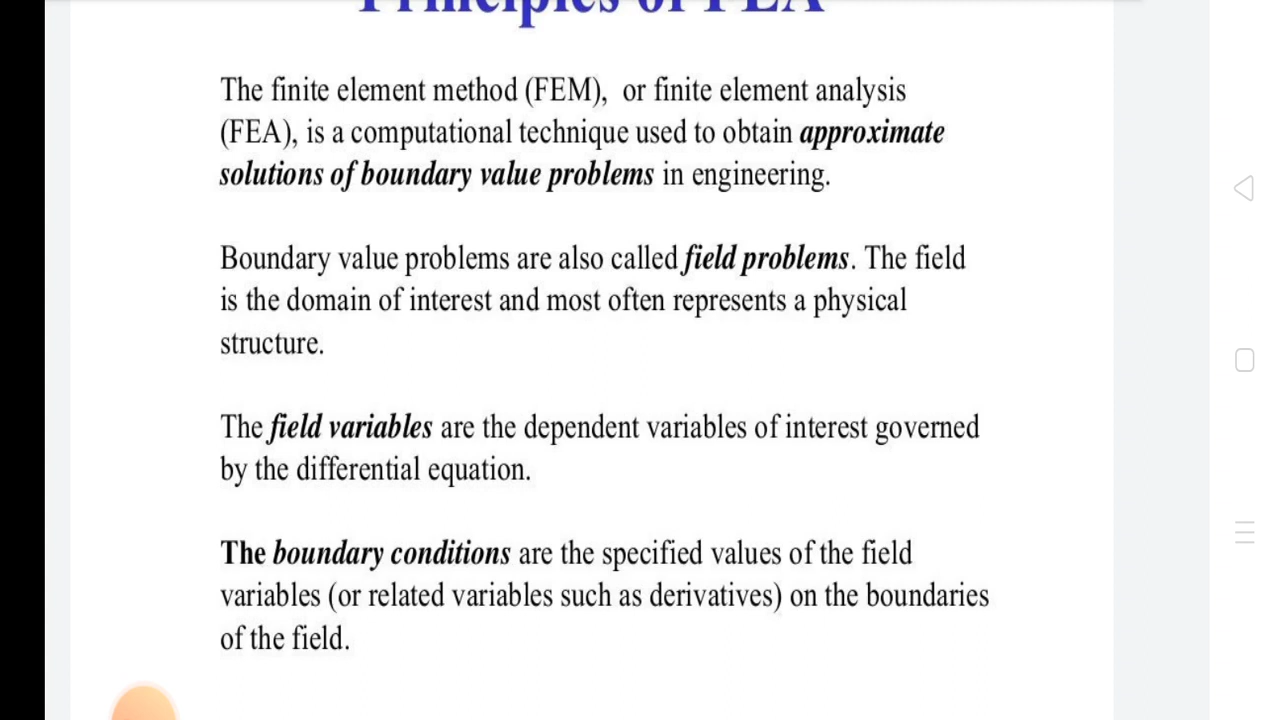 Principles of FEA
The finite element method (FEM), or finite element analysis
(FEA), is a computational technique used to obtain approximate
solutions of boundary value problems in engineering.
Boundary value problems are also called field problems. The field
is the domain of interest and most often represents a physical
structure.
The field variables are the dependent variables of interest governed
by the differential equation.
The boundary conditions are the specified values of the field
variables (or related variables such as derivatives) on the boundaries
of the field.